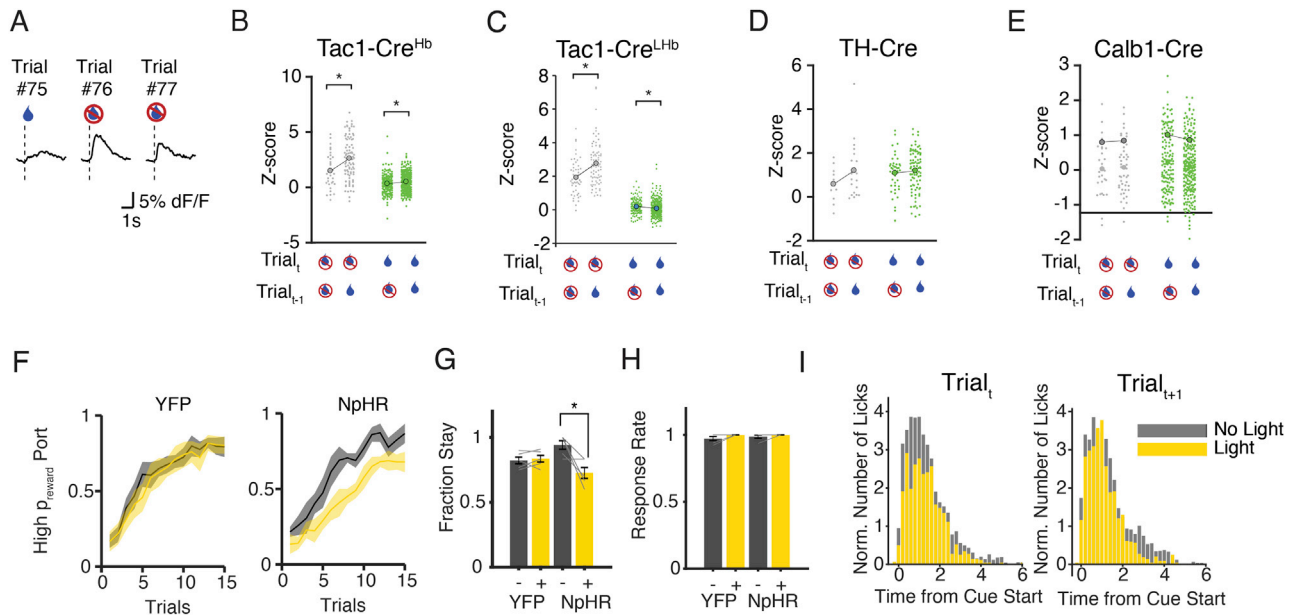 A
Trial
#75
Trial
#76
Trial
#77
5% dF/F
1s
B
Tac1-Cre^Hb
Z-score
10
5
0
-5
*
*
Trial_t
Trial_t-1
C
Tac1-Cre^LHb
Z-score
8
6
4
2
0
-2
*
*
Trial_t
Trial_t-1
D
TH-Cre
Z-score
6
4
2
0
-2
Trial_t
Trial_t-1
E
Calb1-Cre
Z-score
3
2
1
0
-1
-2
Trial_t
Trial_t-1
F
YFP
High p_reward Port
1
0.5
0
0
5
10
15
Trials
NpHR
1
0.5
0
0
5
10
15
Trials
G
Fraction Stay
1
0.5
0
*
- + - +
YFP NpHR
H
Response Rate
1
0.5
0
- + - +
YFP NpHR
I
Trial_t
Norm. Number of Licks
4
3
2
1
0
0 2 4 6
Time from Cue Start
Trial_t+1
Norm. Number of Licks
4
3
2
1
0
0 2 4 6
Time from Cue Start
No Light
Light